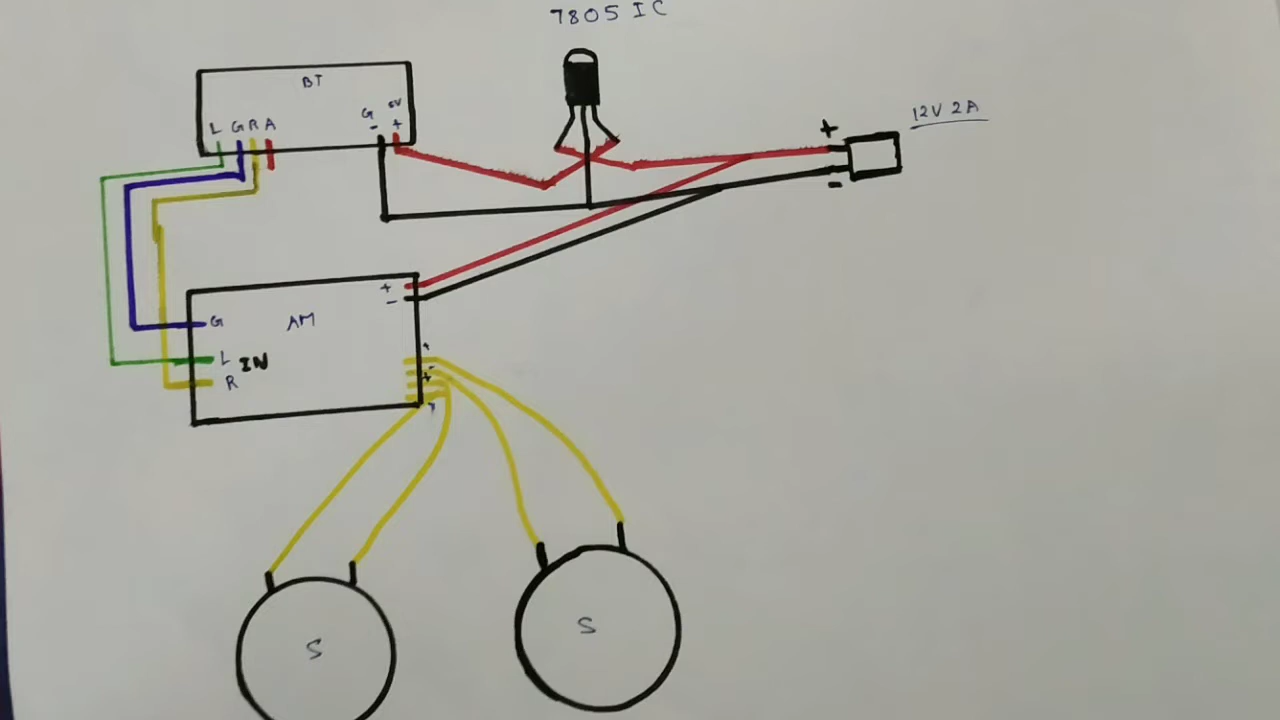 7805 IC
BT
12V 2A
5V
G
L G R A
- +
+
-
+
-
G
AM
L IN
R
+
-
+
S
S